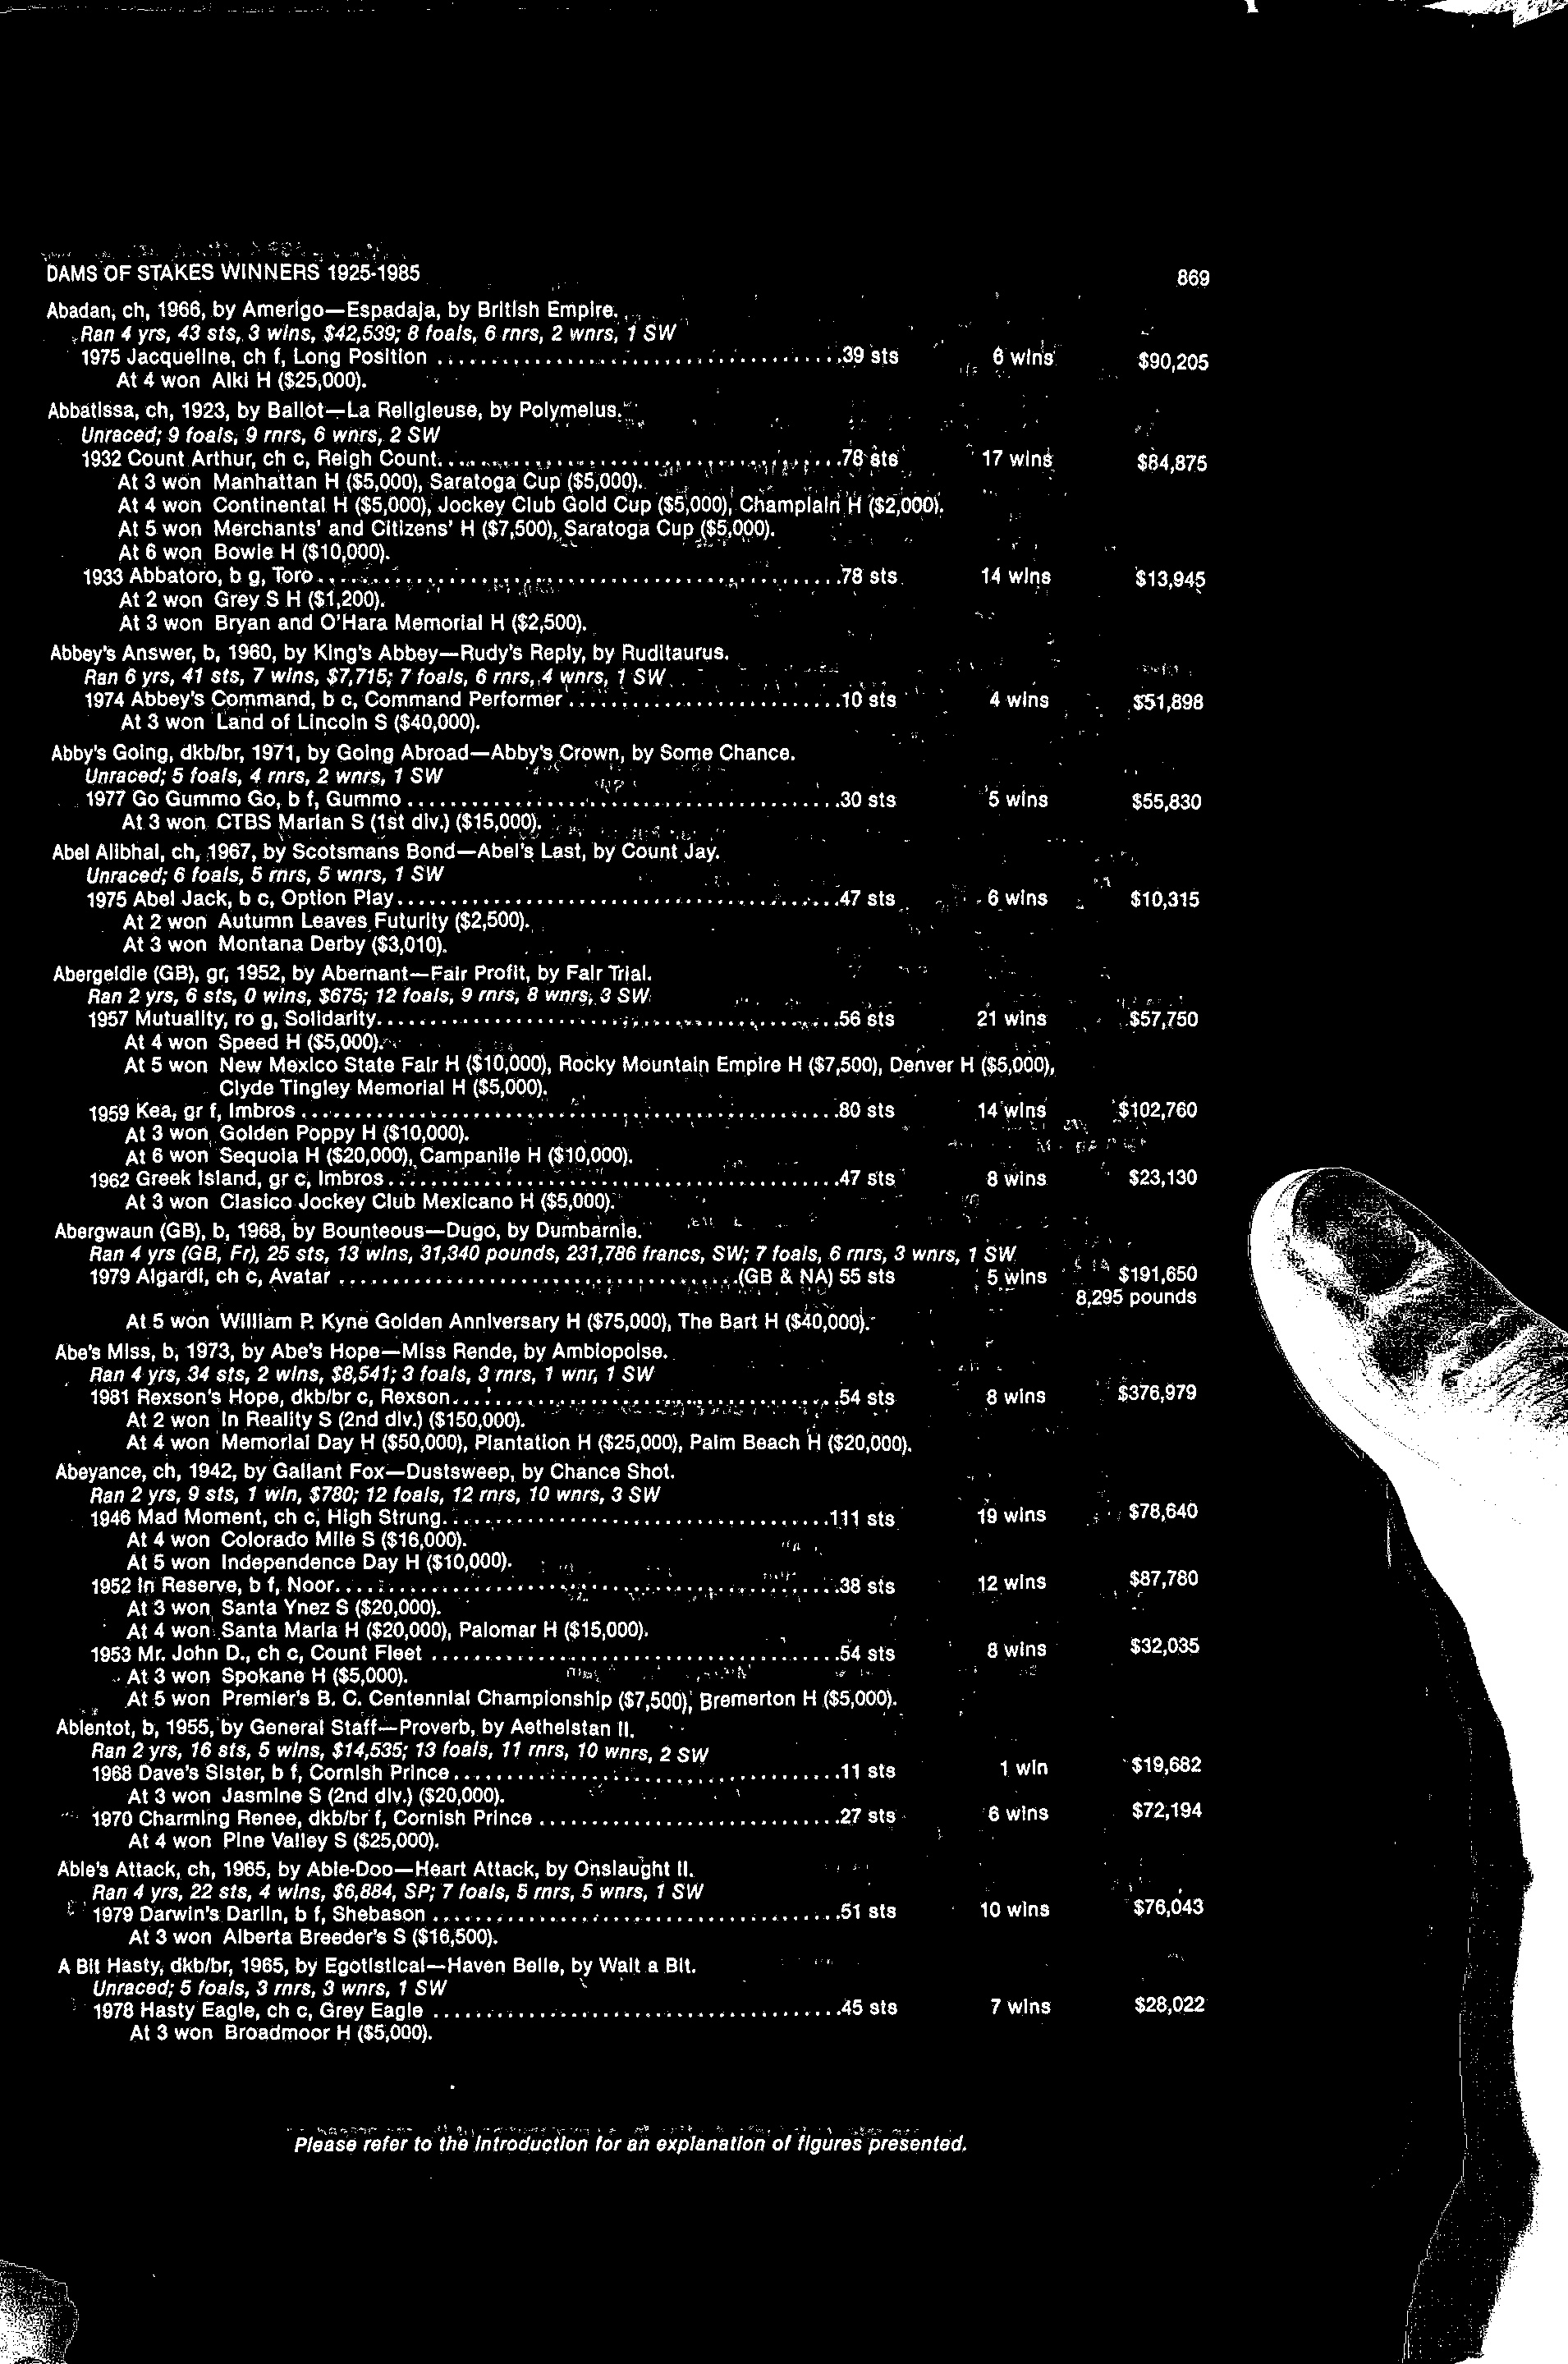 DAMS OF STAKES WINNERS 1925-1985 869
Abadan, ch, 1966, by Amerigo—Espadaja, by British Empire.
Ran 4 yrs, 43 sts, 3 wins, $42,539; 8 foals, 6 rnrs, 2 wnrs, 1 SW
1975 Jacqueline, ch f, Long Position ........39 sts 6 wins $90,205
At 4 won Alki H ($25,000).
Abbatissa, ch, 1923, by Ballot—La Religieuse, by Polymelus.
Unraced; 9 foals, 9 rnrs, 6 wnrs, 2 SW
1932 Count Arthur, ch c, Reigh Count........78 sts 17 wins $84,875
At 3 won Manhattan H ($5,000), Saratoga Cup ($5,000).
At 4 won Continental H ($5,000), Jockey Club Gold Cup ($5,000), Champlain H ($2,000).
At 5 won Merchants' and Citizens' H ($7,500), Saratoga Cup ($5,000).
At 6 won Bowie H ($10,000).
1933 Abbatoro, b g, Toro........78 sts 14 wins $13,945
At 2 won Grey S H ($1,200).
At 3 won Bryan and O'Hara Memorial H ($2,500).
Abbey's Answer, b, 1960, by King's Abbey—Rudy's Reply, by Ruditaurus.
Ran 6 yrs, 41 sts, 7 wins, $7,715; 7 foals, 6 rnrs, 4 wnrs, 1 SW
1974 Abbey's Command, b c, Command Performer........10 sts 4 wins $51,898
At 3 won Land of Lincoln S ($40,000).
Abby's Going, dkb/br, 1971, by Going Abroad—Abby's Crown, by Some Chance.
Unraced; 5 foals, 4 rnrs, 2 wnrs, 1 SW
1977 Go Gummo Go, b f, Gummo........30 sts 5 wins $55,830
At 3 won CTBS Marian S (1st div.) ($15,000).
Abel Alibhai, ch, 1967, by Scotsmans Bond—Abel's Last, by Count Jay.
Unraced; 6 foals, 5 rnrs, 5 wnrs, 1 SW
1975 Abel Jack, b c, Option Play........47 sts 6 wins $10,315
At 2 won Autumn Leaves Futurity ($2,500).
At 3 won Montana Derby ($3,010).
Abergeldie (GB), gr, 1952, by Abernant—Fair Profit, by Fair Trial.
Ran 2 yrs, 6 sts, 0 wins, $675; 12 foals, 9 rnrs, 8 wnrs, 3 SW
1957 Mutuality, ro g, Solidarity........56 sts 21 wins $57,750
At 4 won Speed H ($5,000).
At 5 won New Mexico State Fair H ($10,000), Rocky Mountain Empire H ($7,500), Denver H ($5,000),
Clyde Tingley Memorial H ($5,000).
1959 Kea, gr f, Imbros........80 sts 14 wins $102,760
At 3 won Golden Poppy H ($10,000).
At 6 won Sequoia H ($20,000), Campanile H ($10,000).
1962 Greek Island, gr c, Imbros........47 sts 8 wins $23,130
At 3 won Clasico Jockey Club Mexicano H ($5,000).
Abergwaun (GB), b, 1968, by Bounteous—Dugo, by Dumbarnie.
Ran 4 yrs (GB, Fr), 25 sts, 13 wins, 31,340 pounds, 231,786 francs, SW; 7 foals, 6 rnrs, 3 wnrs, 1 SW
1979 Algardi, ch c, Avatar........(GB & NA) 55 sts 5 wins $191,650
8,295 pounds
At 5 won William P. Kyne Golden Anniversary H ($75,000), The Bart H ($40,000).
Abe's Miss, b, 1973, by Abe's Hope—Miss Rende, by Ambiopoise.
Ran 4 yrs, 34 sts, 2 wins, $8,541; 3 foals, 3 rnrs, 1 wnr, 1 SW
1981 Rexson's Hope, dkb/br c, Rexson........54 sts 8 wins $376,979
At 2 won In Reality S (2nd div.) ($150,000).
At 4 won Memorial Day H ($50,000), Plantation H ($25,000), Palm Beach H ($20,000).
Abeyance, ch, 1942, by Gallant Fox—Dustsweep, by Chance Shot.
Ran 2 yrs, 9 sts, 1 win, $780; 12 foals, 12 rnrs, 10 wnrs, 3 SW
1946 Mad Moment, ch c, High Strung........111 sts 19 wins $78,640
At 4 won Colorado Mile S ($16,000).
At 5 won Independence Day H ($10,000).
1952 In Reserve, b f, Noor........38 sts 12 wins $87,780
At 3 won Santa Ynez S ($20,000).
At 4 won Santa Maria H ($20,000), Palomar H ($15,000).
1953 Mr. John D., ch c, Count Fleet........54 sts 8 wins $32,035
At 3 won Spokane H ($5,000).
At 5 won Premier's B. C. Centennial Championship ($7,500), Bremerton H ($5,000).
Abientot, b, 1955, by General Staff—Proverb, by Aethelstan II.
Ran 2 yrs, 16 sts, 5 wins, $14,535; 13 foals, 11 rnrs, 10 wnrs, 2 SW
1968 Dave's Sister, b f, Cornish Prince........11 sts 1 win $19,682
At 3 won Jasmine S (2nd div.) ($20,000).
1970 Charming Renee, dkb/br f, Cornish Prince........27 sts 6 wins $72,194
At 4 won Pine Valley S ($25,000).
Able's Attack, ch, 1965, by Able-Doo—Heart Attack, by Onslaught II.
Ran 4 yrs, 22 sts, 4 wins, $6,884, SP; 7 foals, 5 rnrs, 5 wnrs, 1 SW
1979 Darwin's Darlin, b f, Shebason........51 sts 10 wins $76,043
At 3 won Alberta Breeder's S ($16,500).
A Bit Hasty, dkb/br, 1965, by Egotistical—Haven Belle, by Wait a Bit.
Unraced; 5 foals, 3 rnrs, 3 wnrs, 1 SW
1978 Hasty Eagle, ch c, Grey Eagle........45 sts 7 wins $28,022
At 3 won Broadmoor H ($5,000).
Please refer to the Introduction for an explanation of figures presented.